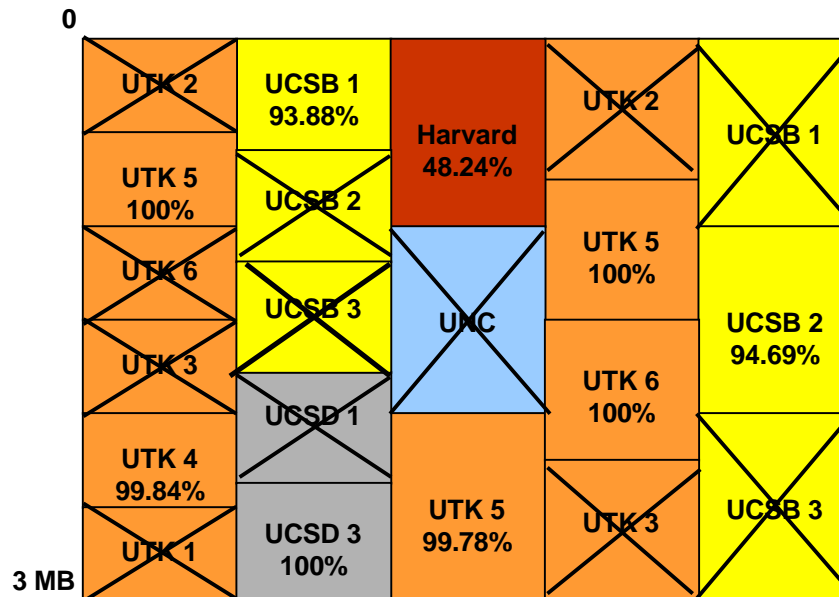 0
UTK 2
UTK 5
100%
UTK 6
UTK 3
UTK 4
99.84%
UTK 1
UCSB 1
93.88%
UCSB 2
UCSB 3
UCSD 1
UCSD 3
100%
Harvard
48.24%
UNC
UTK 5
99.78%
UTK 2
UTK 5
100%
UTK 6
100%
UTK 3
UCSB 1
UCSB 2
94.69%
UCSB 3
3 MB